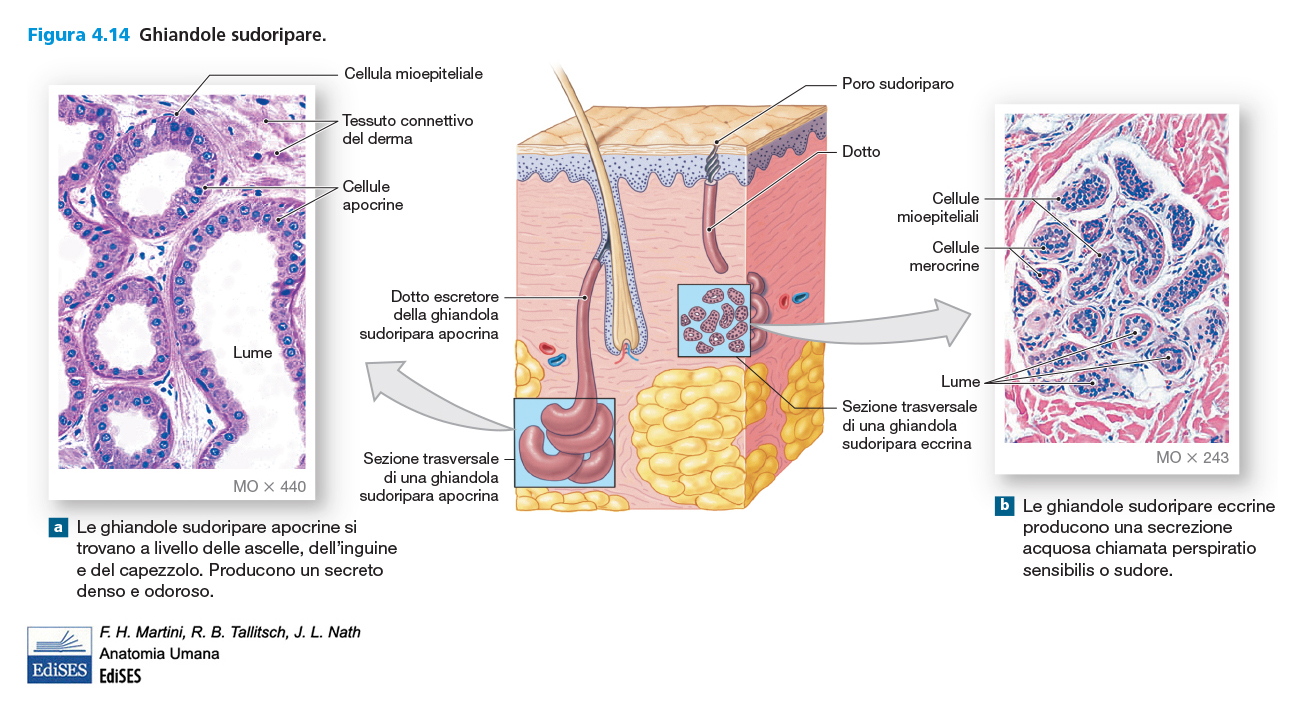 Figura 4.14 Ghiandole sudoripare.
Cellula mioepiteliale
Tessuto connettivo
del derma
Cellule
apocrine
Lume
MO × 440
Dotto escretore
della ghiandola
sudoripara apocrina
Sezione trasversale
di una ghiandola
sudoripara apocrina
Poro sudoriparo
Dotto
Sezione trasversale
di una ghiandola
sudoripara eccrina
Cellule
mioepiteliali
Cellule
merocrine
Lume
MO × 243
a Le ghiandole sudoripare apocrine si
trovano a livello delle ascelle, dell'inguine
e del capezzolo. Producono un secreto
denso e odoroso.
b Le ghiandole sudoripare eccrine
producono una secrezione
acquosa chiamata perspiratio
sensibilis o sudore.
EdiSES
F. H. Martini, R. B. Tallitsch, J. L. Nath
Anatomia Umana
EdiSES